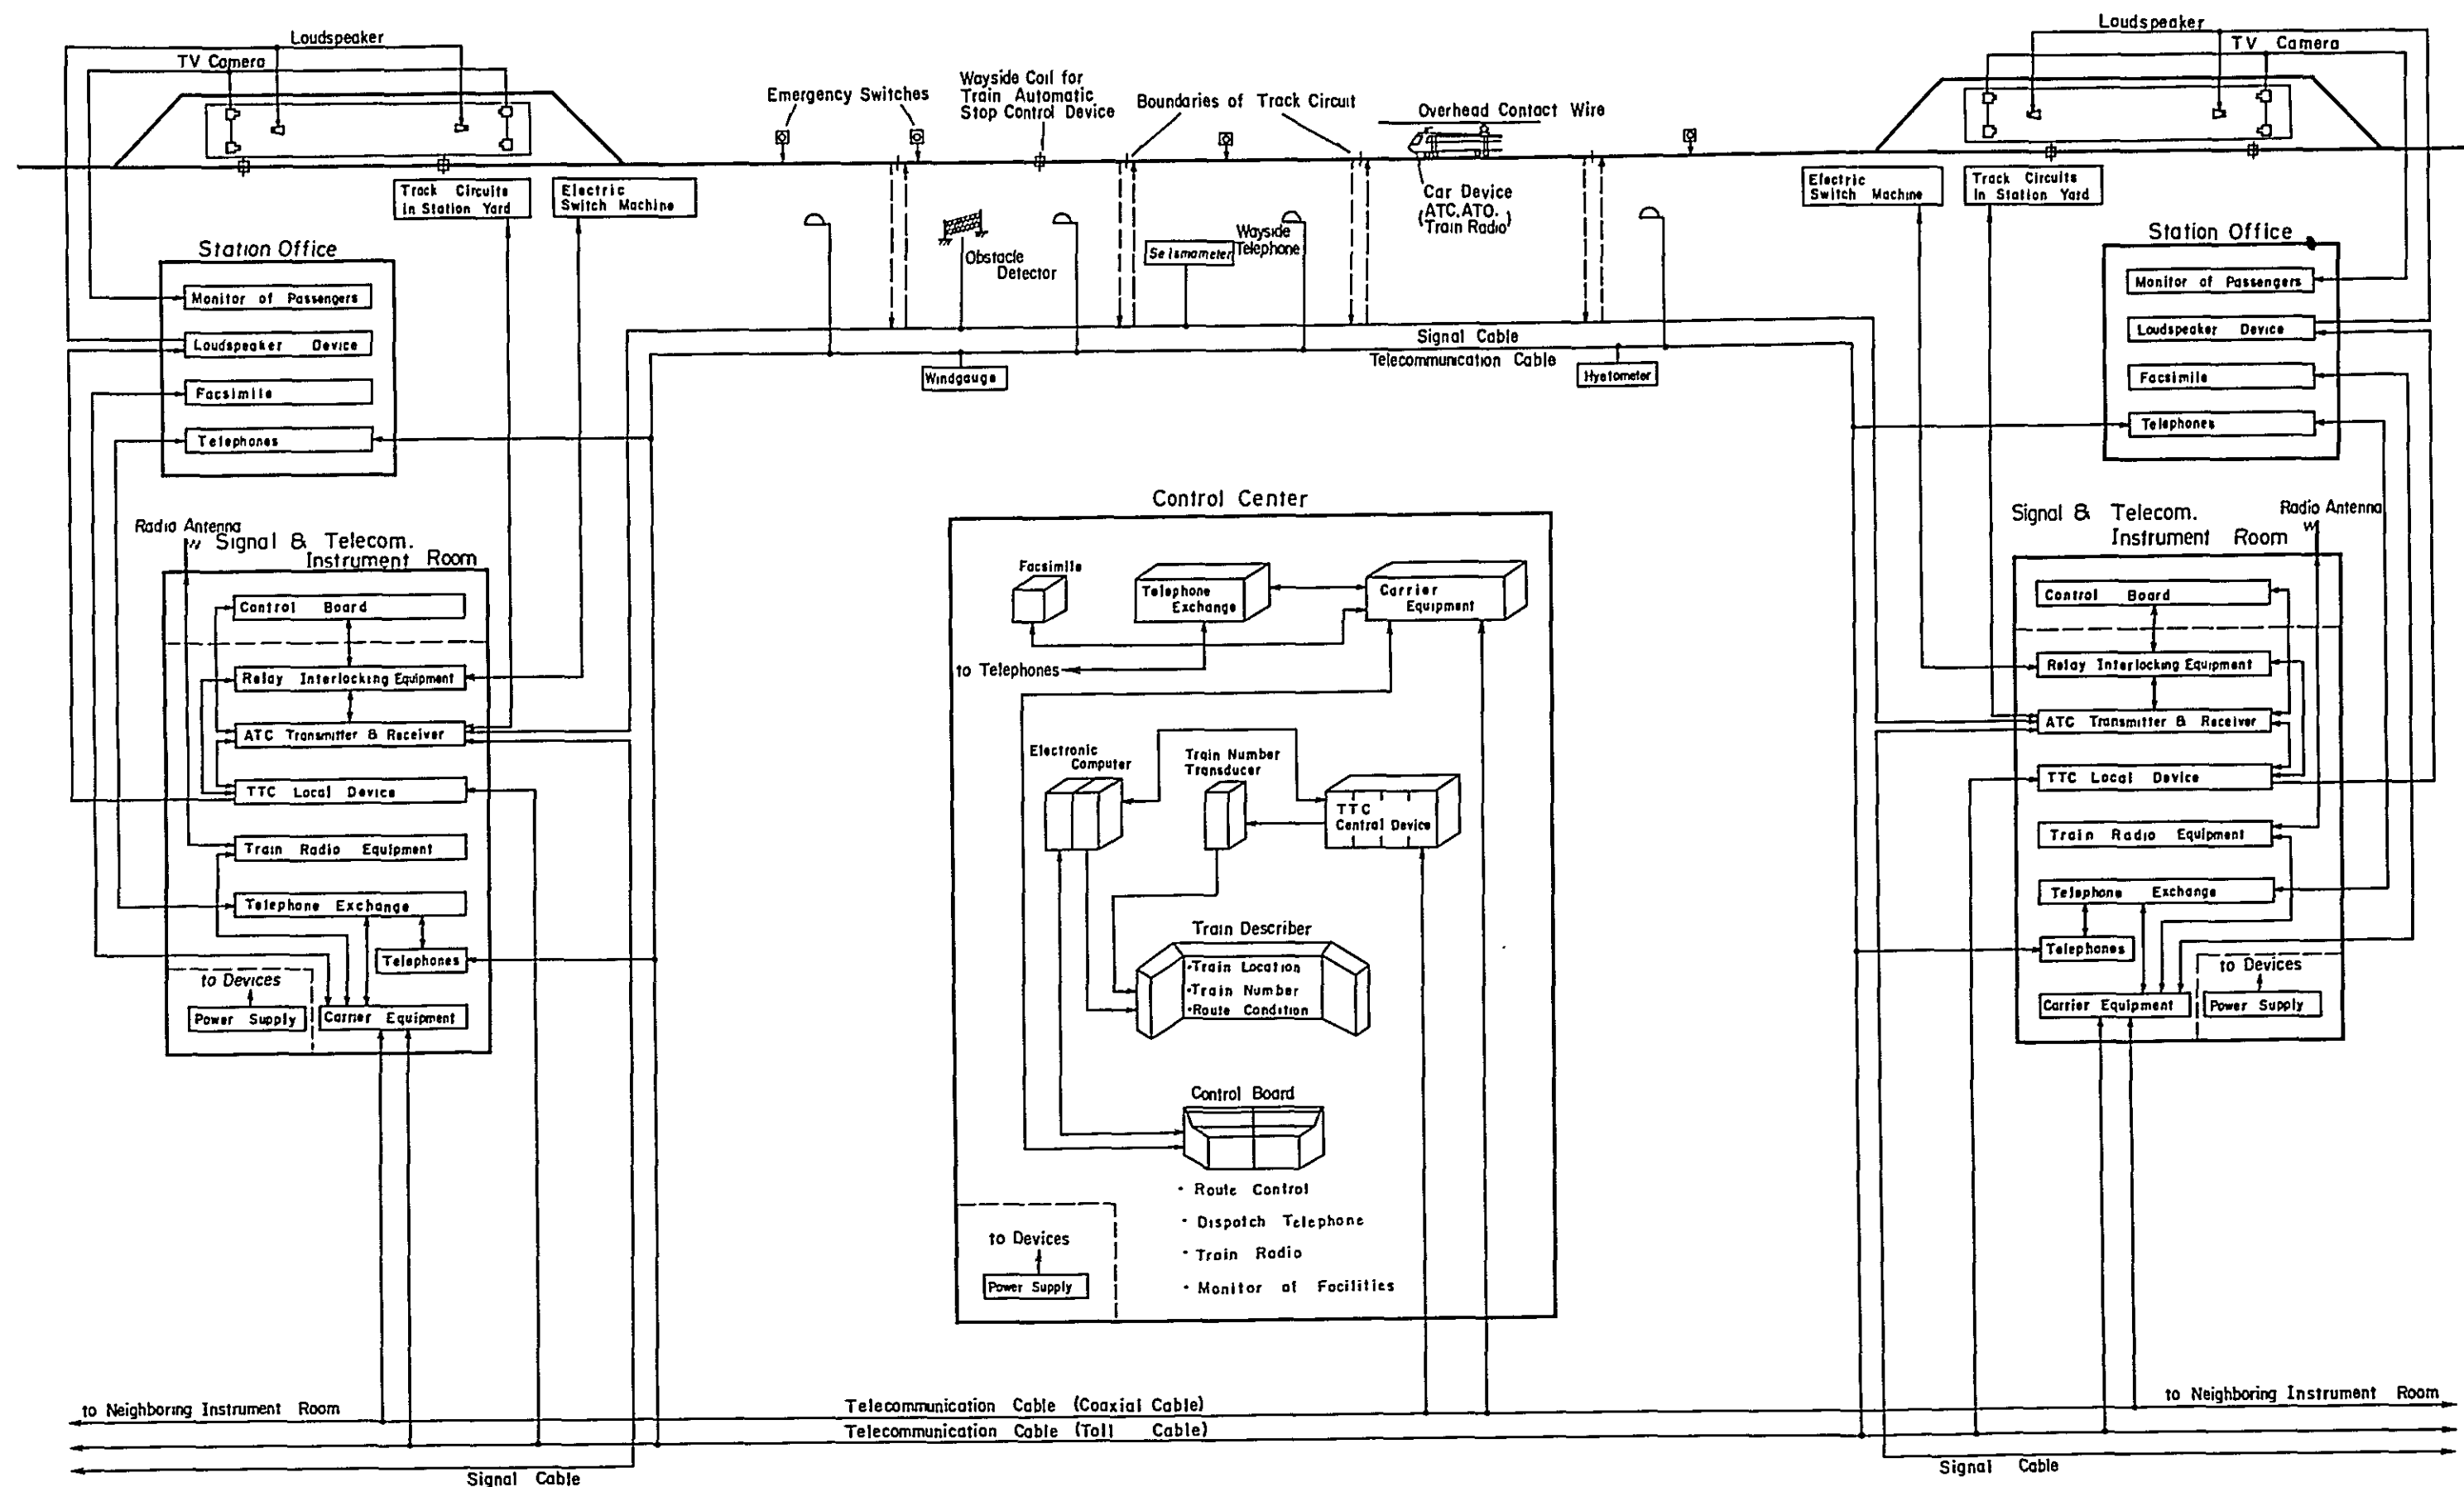 Loudspeaker
TV Camera
Emergency Switches
Wayside Coil for
Train Automatic
Stop Control Device
Boundaries of Track Circuit
Overhead Contact Wire
Loudspeaker
TV Camera
Track Circuits
in Station Yard
Electric
Switch Machine
Obstacle
Detector
Seismameter
Wayside
Telephone
Car Device
(ATC.ATO.
Train Radio)
Electric
Switch Machine
Track Circuits
In Station Yard
Signal Cable
Telecommunication Cable
Windgauge
Hyetometer
Station Office
Monitor of Passengers
Loudspeaker Device
Facsimile
Telephones
Station Office
Monitor of Passengers
Loudspeaker Device
Facsimile
Telephones
Radio Antenna
Signal & Telecom.
Instrument Room
Control Board
Relay Interlocking Equipment
ATC Transmitter & Receiver
TTC Local Device
Train Radio Equipment
Telephone Exchange
Telephones
to Devices
Power Supply
Carrier Equipment
Control Center
Facsimile
Telephone
Exchange
Carrier
Equipment
to Telephones
Electronic
Computer
Train Number
Transducer
TTC
Central Device
Train Describer
•Train Location
•Train Number
•Route Condition
Control Board
• Route Control
• Dispatch Telephone
• Train Radio
• Monitor of Facilities
to Devices
Power Supply
Signal & Telecom.
Instrument Room
Radio Antenna
Control Board
Relay Interlocking Equipment
ATC Transmitter & Receiver
TTC Local Device
Train Radio Equipment
Telephone Exchange
Telephones
to Devices
Carrier Equipment
Power Supply
to Neighboring Instrument Room
Telecommunication Cable (Coaxial Cable)
to Neighboring Instrument Room
Telecommunication Cable (Toll Cable)
Signal Cable
Signal Cable